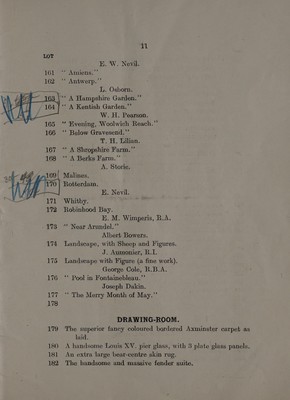 11
LOT
E. W. Nevil.
161 " Amiens."
162 " Antwerp."
L. Osborn.
163 " A Hampshire Garden."
164 " A Kentish Garden."
W. H. Pearson.
165 " Evening, Woolwich Reach."
166 " Below Gravesend."
T. H. Lilian.
167 " A Shropshire Farm."
168 " A Berks Farm."
A. Storie.
169 Malines.
170 Rotterdam.
E. Nevil.
171 Whitby.
172 Robinhood Bay.
E. M. Wimperis, R.A.
173 " Near Arundel."
Albert Bowers.
174 Landscape, with Sheep and Figures.
J. Aumonier, R.I.
175 Landscape with Figure (a fine work).
George Cole, R.B.A.
176 " Pool in Fontainebleau."
Joseph Dakin.
177 " The Merry Month of May."
178
DRAWING-ROOM.
179 The superior fancy coloured bordered Axminster carpet as
laid.
180 A handsome Louis XV. pier glass, with 3 plate glass panels.
181 An extra large bear-centre skin rug.
182 The handsome and massive fender suite.